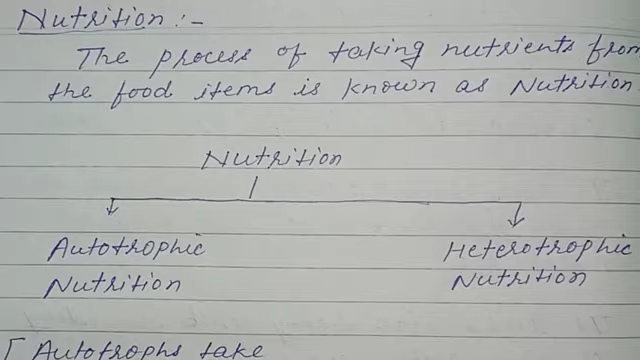 Nutrition :-
The process of taking nutrients from
the food items is known as Nutrition
Nutrition
Autotrophic Heterotrophic
Nutrition Nutrition
[ Autotrophs take